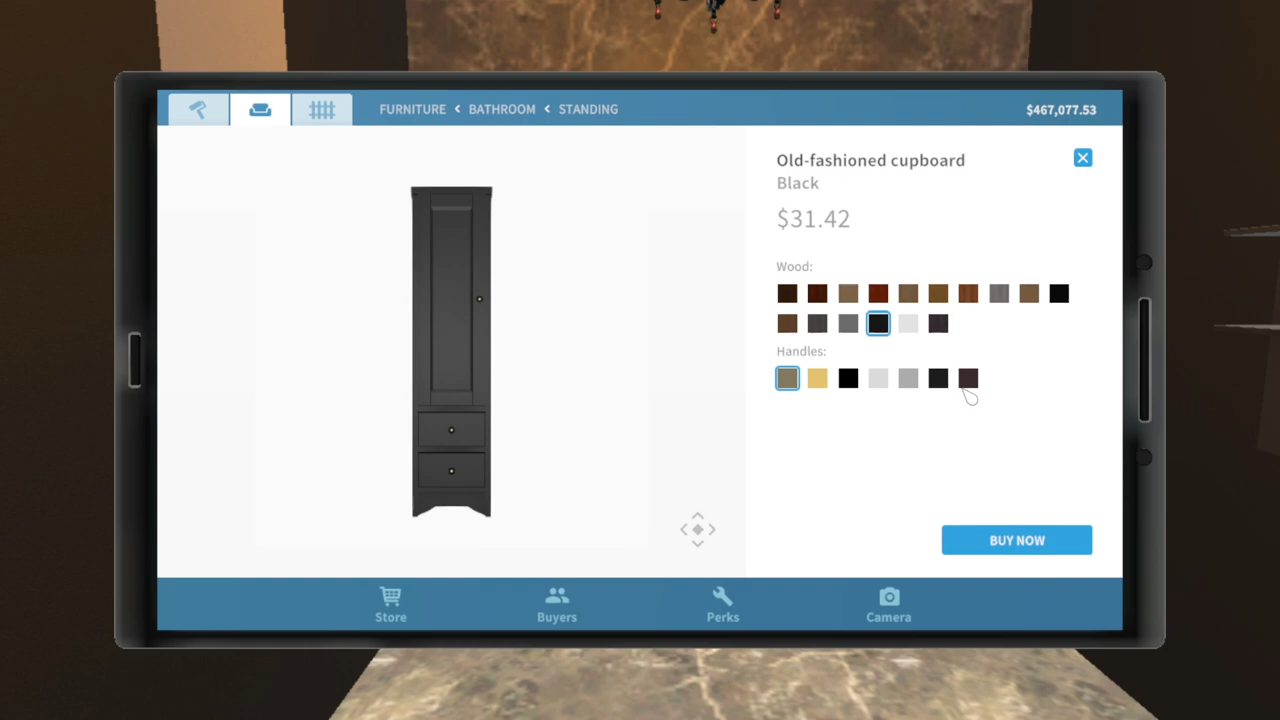 FURNITURE < BATHROOM < STANDING
$467,077.53
Old-fashioned cupboard
Black
$31.42
Wood:
Handles:
BUY NOW
Store
Buyers
Perks
Camera